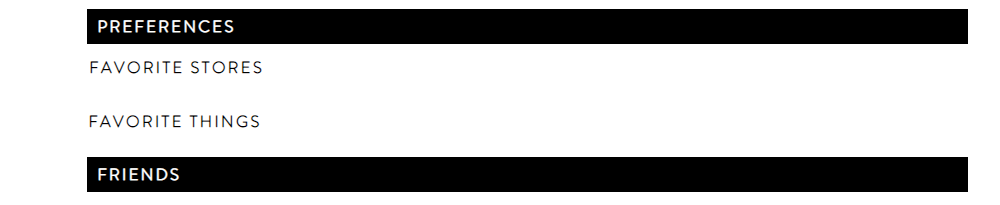 PREFERENCES
FAVORITE STORES
FAVORITE THINGS
FRIENDS